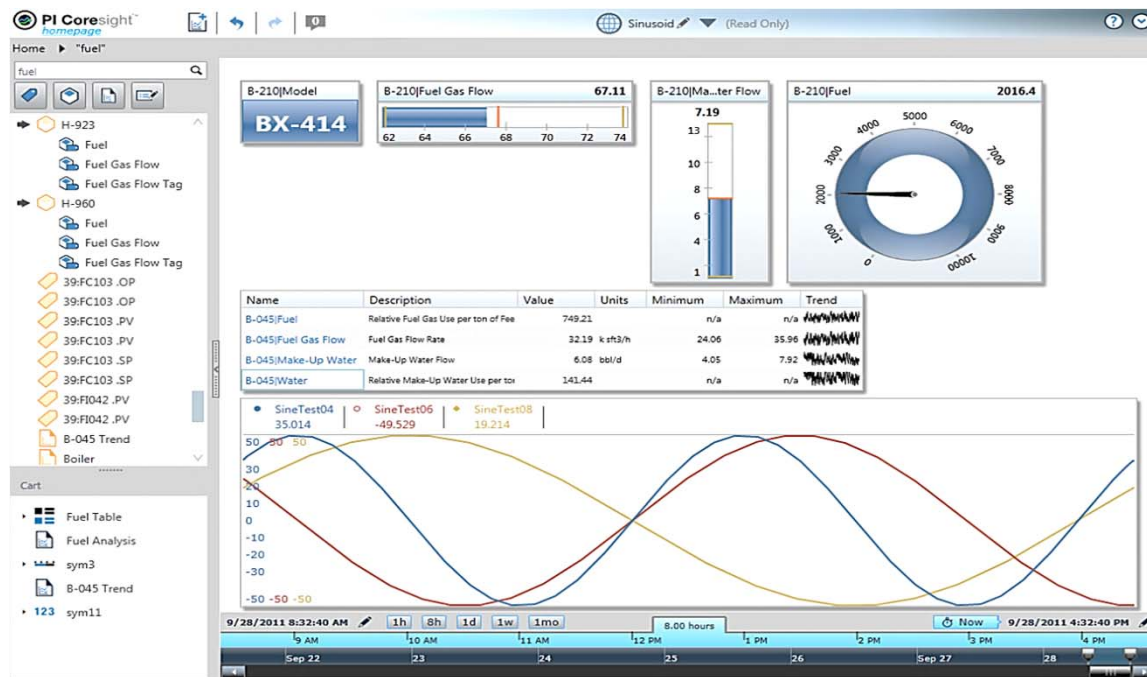 PI Coresight™
homepage
0
Sinusoid
(Read Only)
?
Home ▶ "fuel"
fuel
H-923
Fuel
Fuel Gas Flow
Fuel Gas Flow Tag
H-960
Fuel
Fuel Gas Flow
Fuel Gas Flow Tag
39:FC103 .OP
39:FC103 .OP
39:FC103 .PV
39:FC103 .PV
39:FC103 .SP
39:FC103 .SP
39:FI042 .PV
39:FI042 .PV
B-045 Trend
Boiler
Cart
Fuel Table
Fuel Analysis
sym3
B-045 Trend
123 sym11
B-210|Model
BX-414
B-210|Fuel Gas Flow 67.11
62 64 66 68 70 72 74
B-210|Ma...ter Flow
7.19
13
10
8
6
4
1
B-210|Fuel 2016.4
0 1000 2000 3000 4000 5000 6000 7000 8000 9000 10000
Name Description Value Units Minimum Maximum Trend
B-045|Fuel Relative Fuel Gas Use per ton of Fee 749.21 n/a n/a
B-045|Fuel Gas Flow Fuel Gas Flow Rate 32.19 k sft3/h 24.06 35.96
B-045|Make-Up Water Make-Up Water Flow 6.08 bbl/d 4.05 7.92
B-045|Water Relative Make-Up Water Use per to 141.44 n/a n/a
SineTest04 SineTest06 SineTest08
35.014 -49.529 19.214
50 50 50
30
20
10
0
-10
-20
-30
-50 -50 -50
9/28/2011 8:32:40 AM 1h 8h 1d 1w 1mo 8.00 hours Now 9/28/2011 4:32:40 PM
9 AM 10 AM 11 AM 12 PM 1 PM 2 PM 3 PM 4 PM
Sep 22 23 24 25 26 Sep 27 28